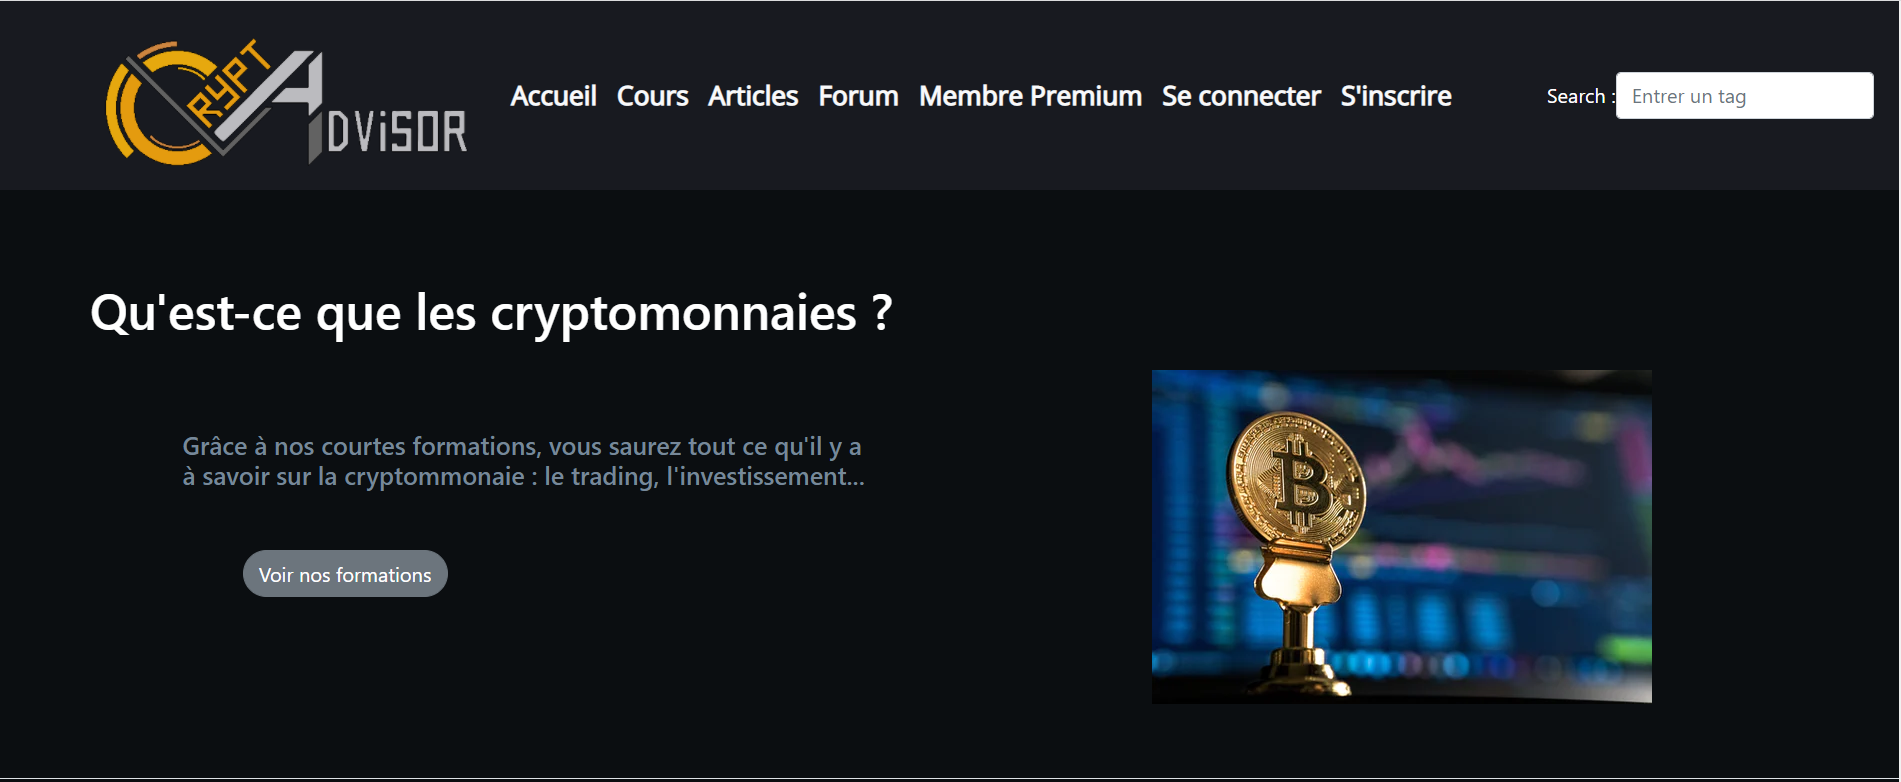 CRYPT ADViSOR
Accueil Cours Articles Forum Membre Premium Se connecter S'inscrire Search : Entrer un tag
Qu'est-ce que les cryptomonnaies ?
Grâce à nos courtes formations, vous saurez tout ce qu'il y a
à savoir sur la cryptommonaie : le trading, l'investissement...
Voir nos formations